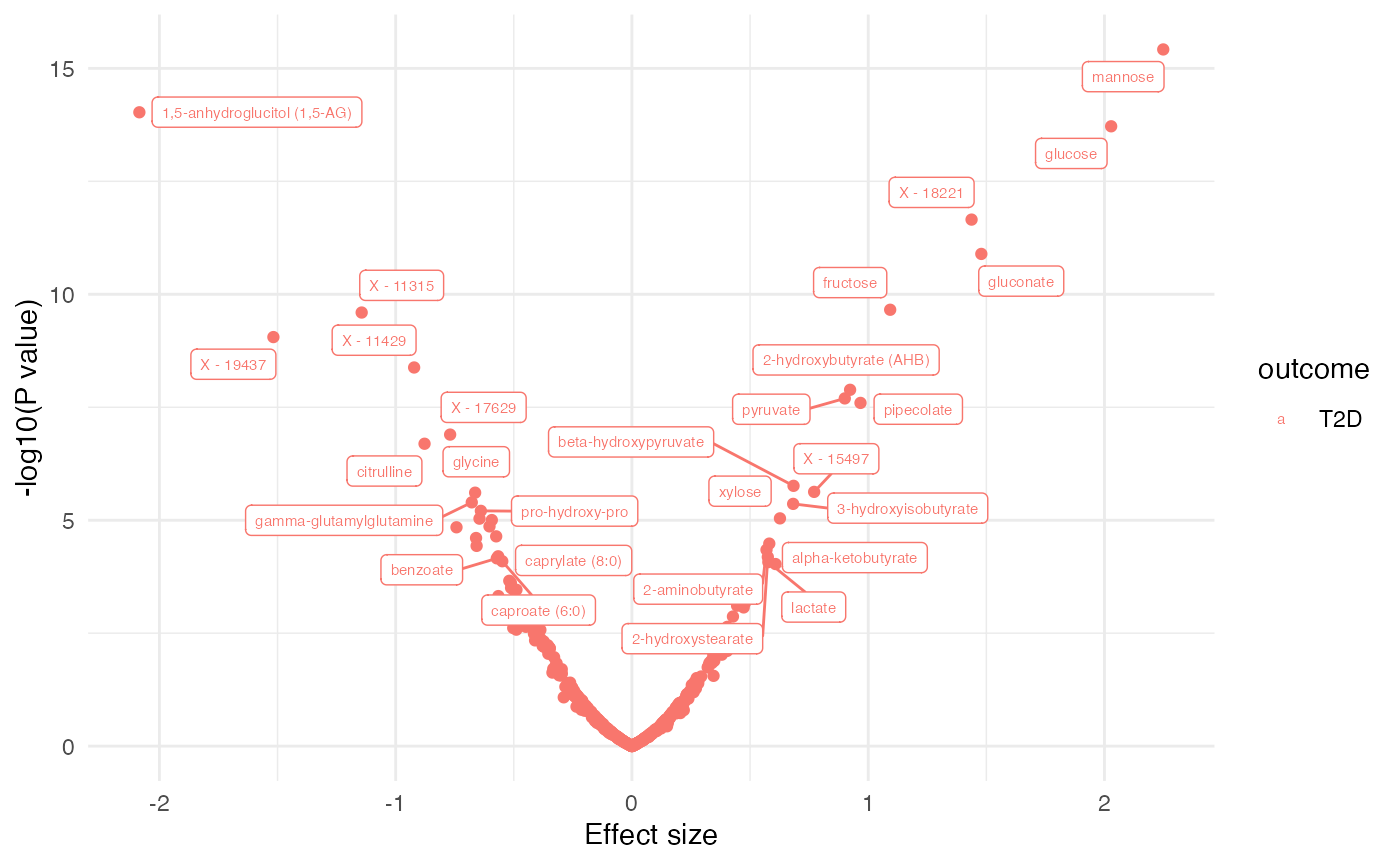 15
10
5
0
-log10(P value)
-2
-1
0
1
2
Effect size
mannose
1,5-anhydroglucitol (1,5-AG)
glucose
X - 18221
gluconate
fructose
X - 11315
X - 11429
X - 19437
2-hydroxybutyrate (AHB)
pyruvate
pipecolate
X - 17629
beta-hydroxypyruvate
X - 15497
citrulline
glycine
xylose
3-hydroxyisobutyrate
gamma-glutamylglutamine
pro-hydroxy-pro
benzoate
caprylate (8:0)
alpha-ketobutyrate
2-aminobutyrate
caproate (6:0)
lactate
2-hydroxystearate
outcome
a T2D